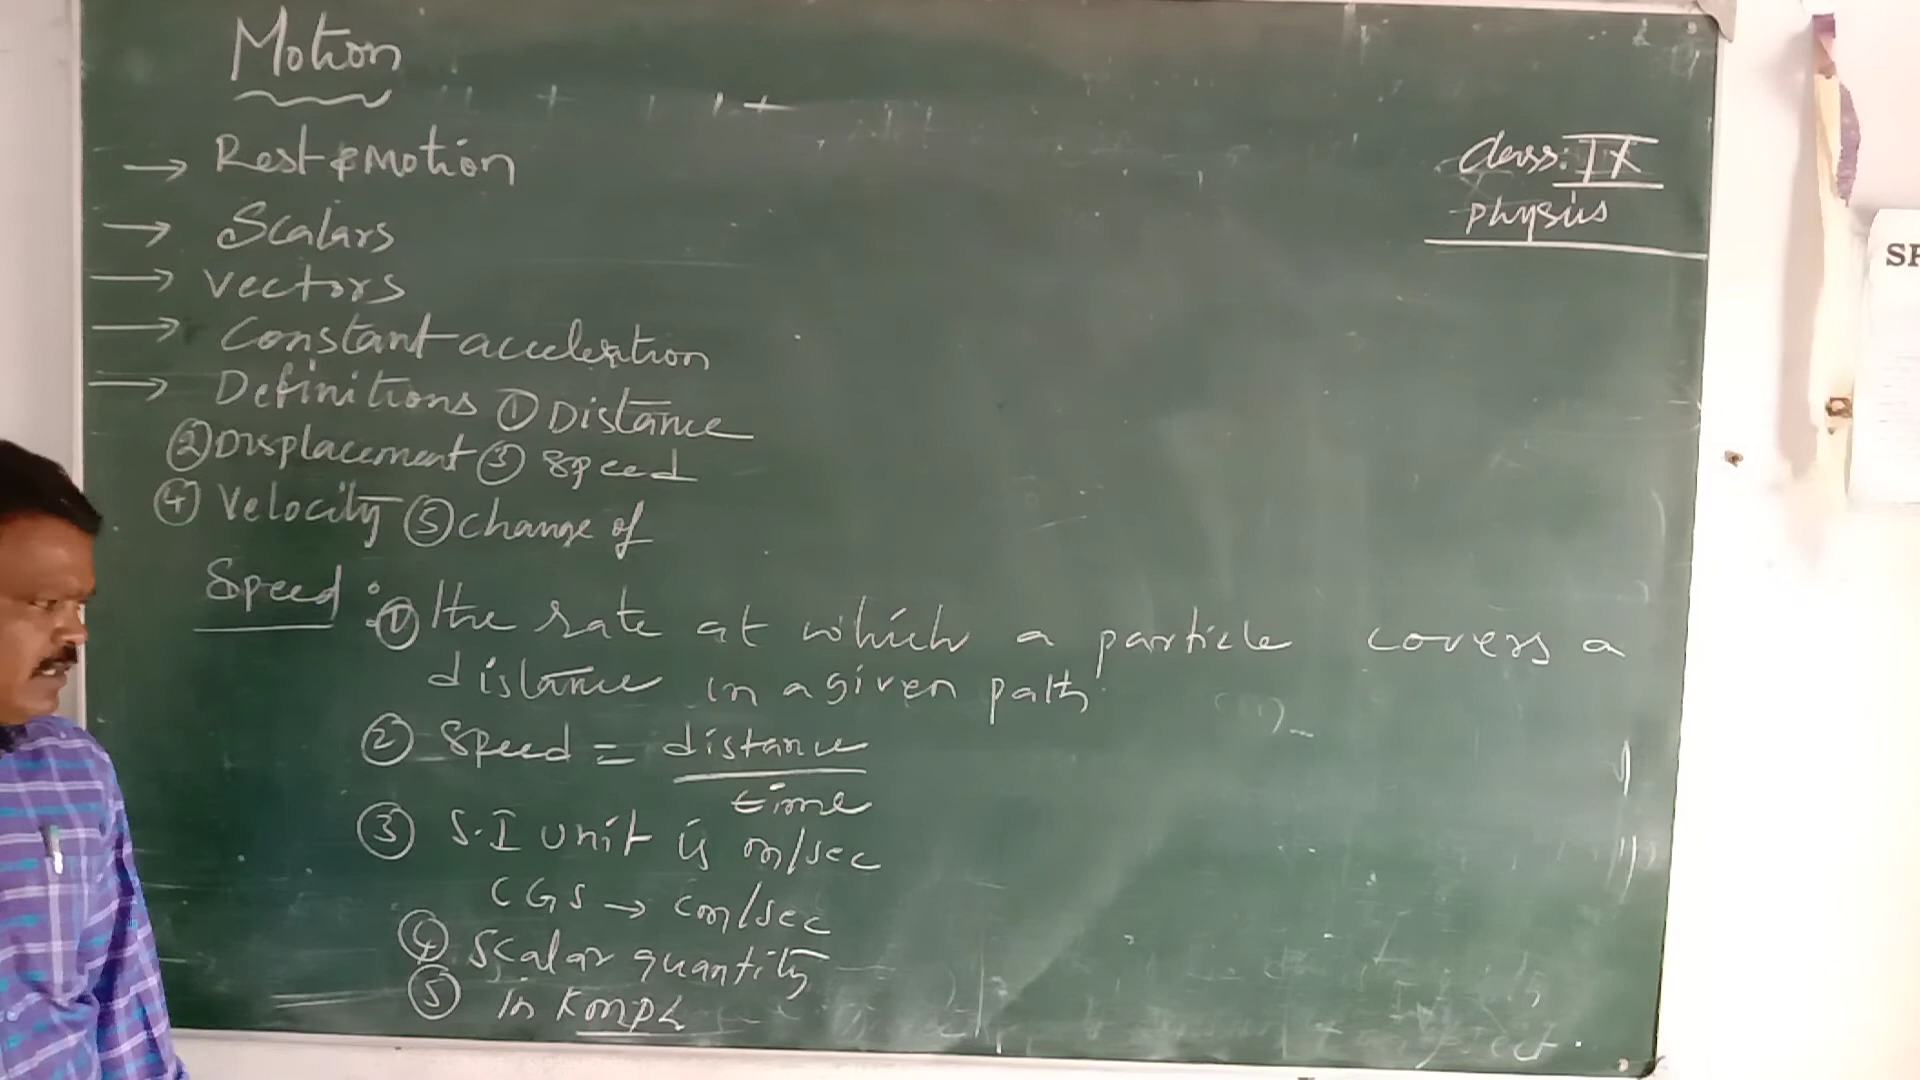 Motion
→ Rest & Motion
→ Scalars
→ Vectors
→ Constant acceleration
→ Definitions ① Distance
② Displacement ③ Speed
④ Velocity ⑤ change of
Class: IX
Physics
Speed : ① the rate at which a particle covers a
distance in a given path
② Speed = distance
time
③ S.I unit is m/sec
CGS → cm/sec
④ Scalar quantity
⑤ in Kmph
SP